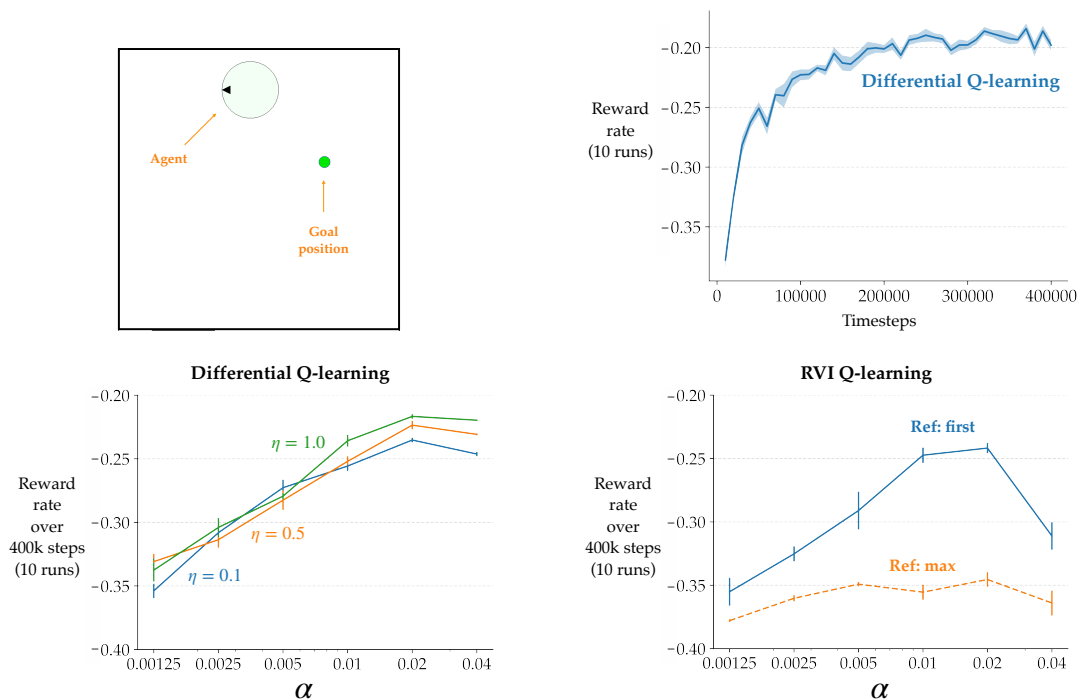 Agent
Goal
position
−0.20
−0.25
−0.30
−0.35
Reward
rate
(10 runs)
Differential Q-learning
0
100000
200000
300000
400000
Timesteps
Differential Q-learning
−0.20
−0.25
−0.30
−0.35
−0.40
Reward
rate
over
400k steps
(10 runs)
η = 1.0
η = 0.5
η = 0.1
0.00125
0.0025
0.005
0.01
0.02
0.04
α
RVI Q-learning
−0.20
−0.25
−0.30
−0.35
−0.40
Reward
rate
over
400k steps
(10 runs)
Ref: first
Ref: max
0.00125
0.0025
0.005
0.01
0.02
0.04
α